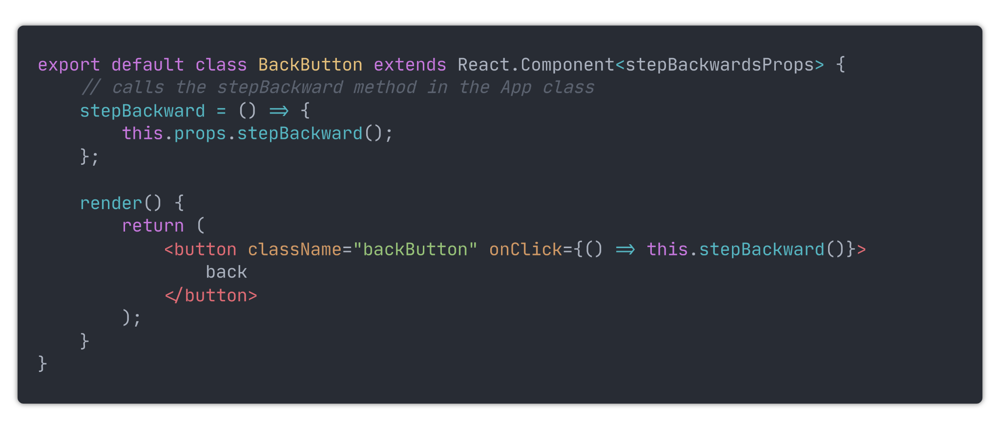 export default class BackButton extends React.Component<stepBackwardsProps> {
    // calls the stepBackward method in the App class
    stepBackward = () => {
        this.props.stepBackward();
    };

    render() {
        return (
            <button className="backButton" onClick={() => this.stepBackward()}>
                back
            </button>
        );
    }
}